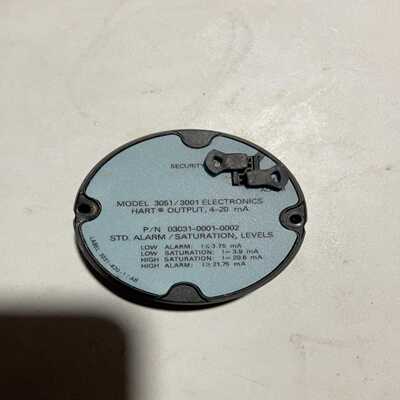 SECURITY
MODEL 3051/3001 ELECTRONICS
HART® OUTPUT, 4-20 mA
P/N 03031-0001-0002
STD. ALARM/SATURATION, LEVELS
LOW ALARM: I≤3.75 mA
LOW SATURATION: I= 3.9 mA
HIGH SATURATION: I= 20.8 mA
HIGH ALARM: I≥21.75 mA
LABEL